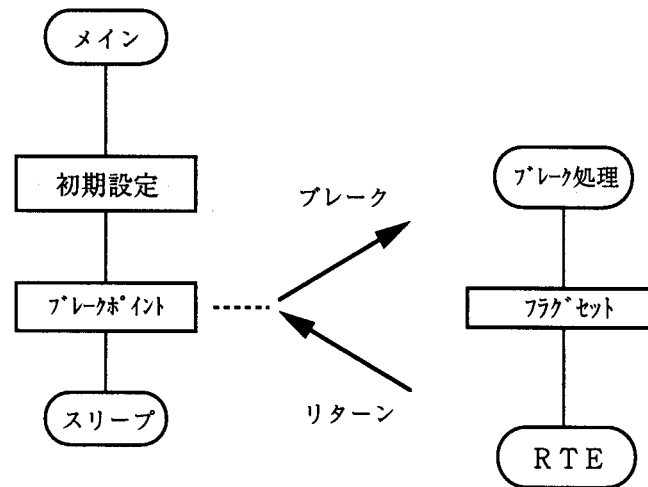 メイン
初期設定
ﾌﾞﾚｰｸﾎﾟｲﾝﾄ
スリープ
ブレーク
リターン
ﾌﾞﾚｰｸ処理
ﾌﾗｸﾞｾｯﾄ
ＲＴＥ